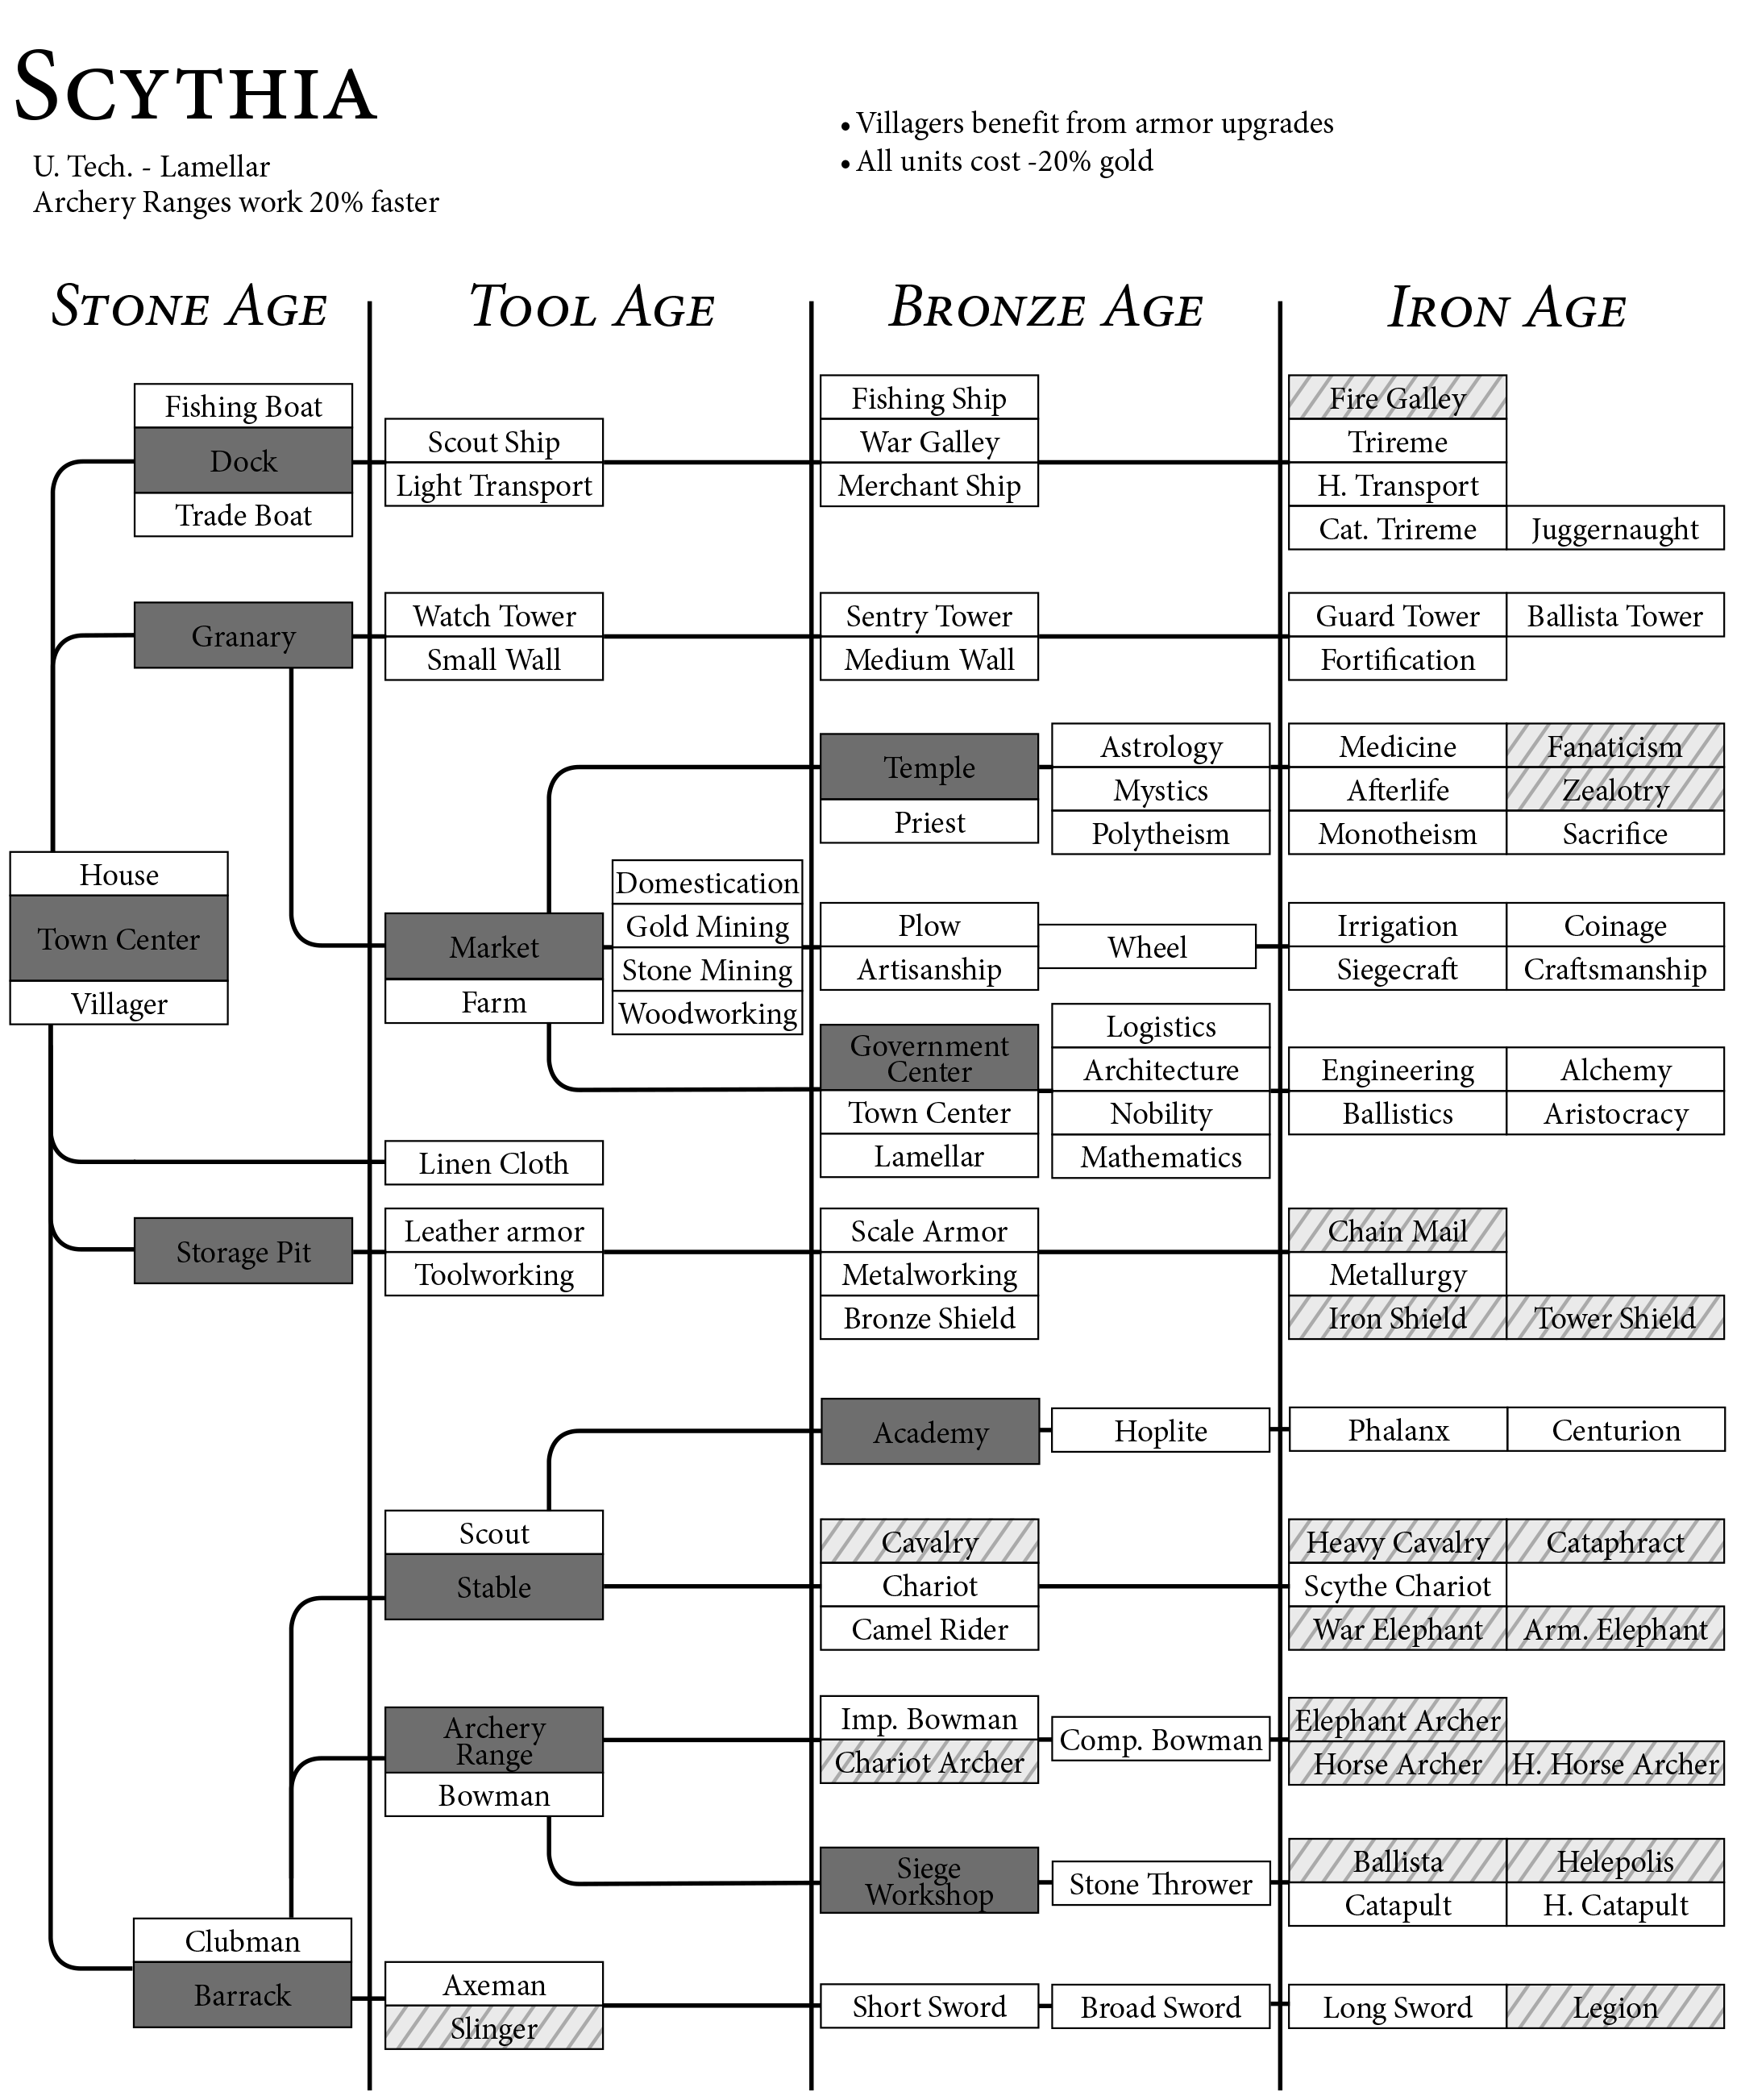 SCYTHIA
U. Tech. - Lamellar
Archery Ranges work 20% faster
• Villagers benefit from armor upgrades
• All units cost -20% gold
STONE AGE
TOOL AGE
BRONZE AGE
IRON AGE
Fishing Boat
Dock
Trade Boat
Scout Ship
Light Transport
Fishing Ship
War Galley
Merchant Ship
Fire Galley
Trireme
H. Transport
Cat. Trireme
Juggernaught
Granary
Watch Tower
Small Wall
Sentry Tower
Medium Wall
Guard Tower
Ballista Tower
Fortification
Temple
Priest
Astrology
Mystics
Polytheism
Medicine
Fanaticism
Afterlife
Zealotry
Monotheism
Sacrifice
House
Town Center
Villager
Market
Farm
Domestication
Gold Mining
Stone Mining
Woodworking
Plow
Artisanship
Wheel
Irrigation
Coinage
Siegecraft
Craftsmanship
Government
Center
Town Center
Lamellar
Logistics
Architecture
Nobility
Mathematics
Engineering
Alchemy
Ballistics
Aristocracy
Linen Cloth
Storage Pit
Leather armor
Toolworking
Scale Armor
Metalworking
Bronze Shield
Chain Mail
Metallurgy
Iron Shield
Tower Shield
Academy
Hoplite
Phalanx
Centurion
Scout
Stable
Cavalry
Chariot
Camel Rider
Heavy Cavalry
Cataphract
Scythe Chariot
War Elephant
Arm. Elephant
Archery
Range
Bowman
Imp. Bowman
Chariot Archer
Comp. Bowman
Elephant Archer
Horse Archer
H. Horse Archer
Siege
Workshop
Stone Thrower
Ballista
Helepolis
Catapult
H. Catapult
Clubman
Barrack
Axeman
Slinger
Short Sword
Broad Sword
Long Sword
Legion